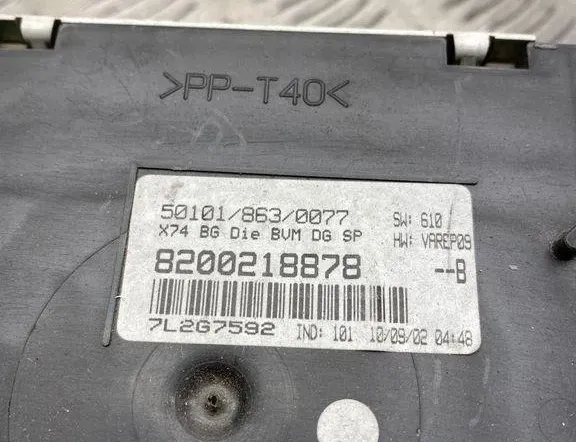 >PP-T40<
50101/863/0077 SW: 610
X74 BG Die BVM DG SP HW: VAREP09
8200218878 --B
7L2G7592 IND: 101 10/09/02 04:48